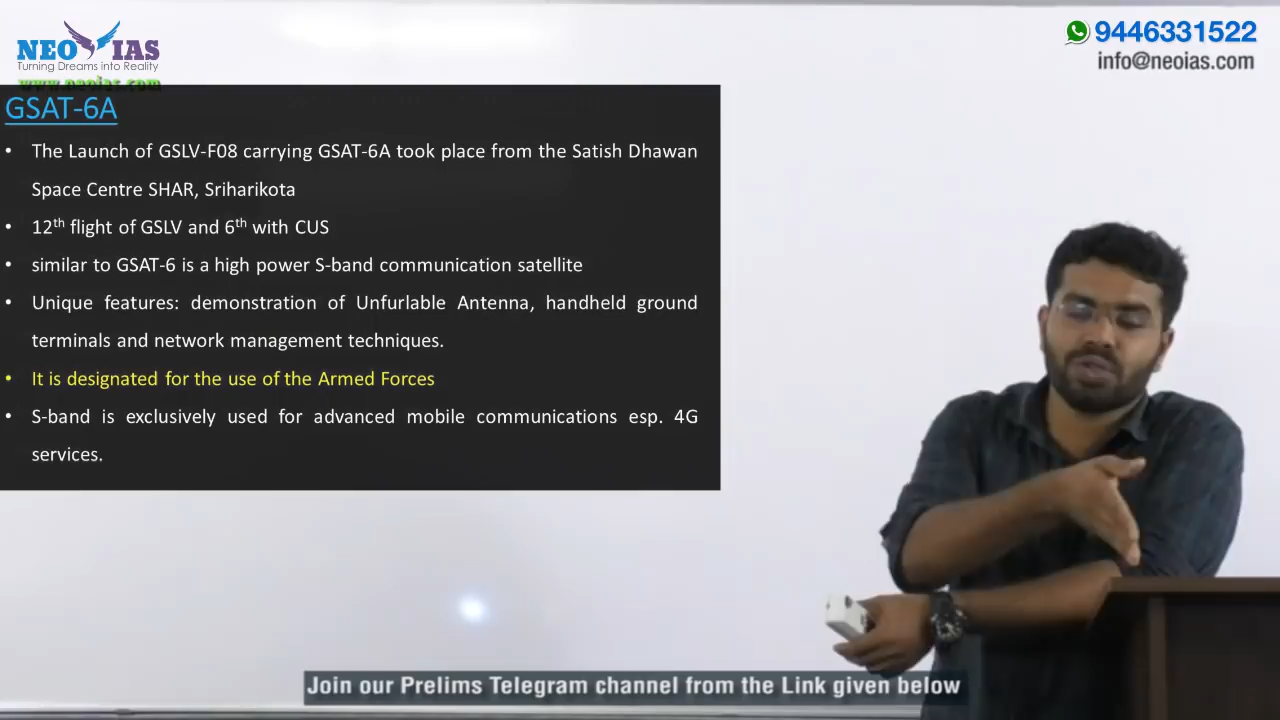 NEO IAS
Turning Dreams into Reality
www.neoias.com
9446331522
info@neoias.com
GSAT-6A
• The Launch of GSLV-F08 carrying GSAT-6A took place from the Satish Dhawan
Space Centre SHAR, Sriharikota
• 12th flight of GSLV and 6th with CUS
• similar to GSAT-6 is a high power S-band communication satellite
• Unique features: demonstration of Unfurlable Antenna, handheld ground
terminals and network management techniques.
• It is designated for the use of the Armed Forces
• S-band is exclusively used for advanced mobile communications esp. 4G
services.
Join our Prelims Telegram channel from the Link given below